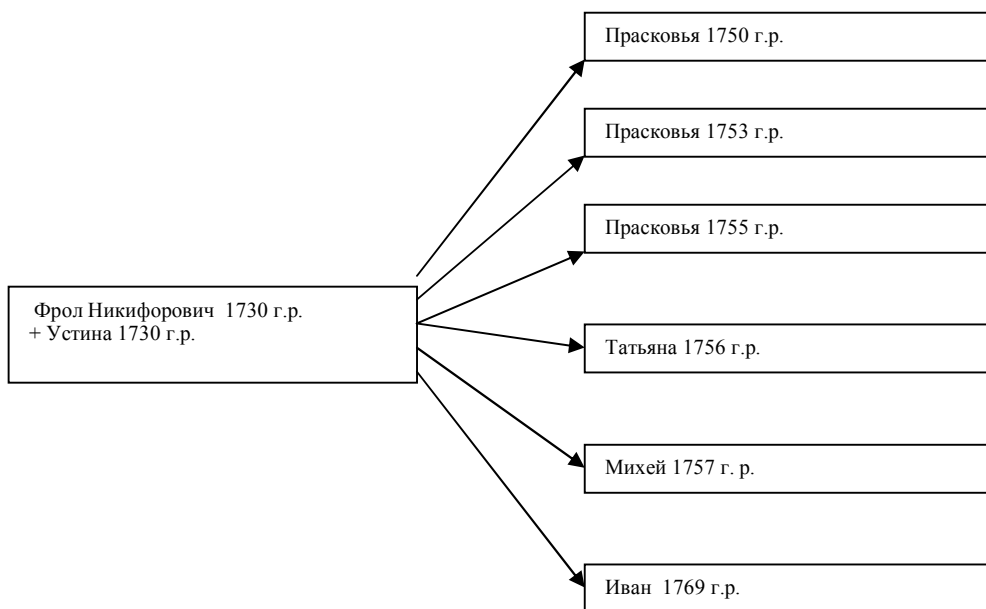 Прасковья 1750 г.р.
Прасковья 1753 г.р.
Прасковья 1755 г.р.
Фрол Никифорович 1730 г.р.
+ Устина 1730 г.р.
Татьяна 1756 г.р.
Михей 1757 г. р.
Иван 1769 г.р.